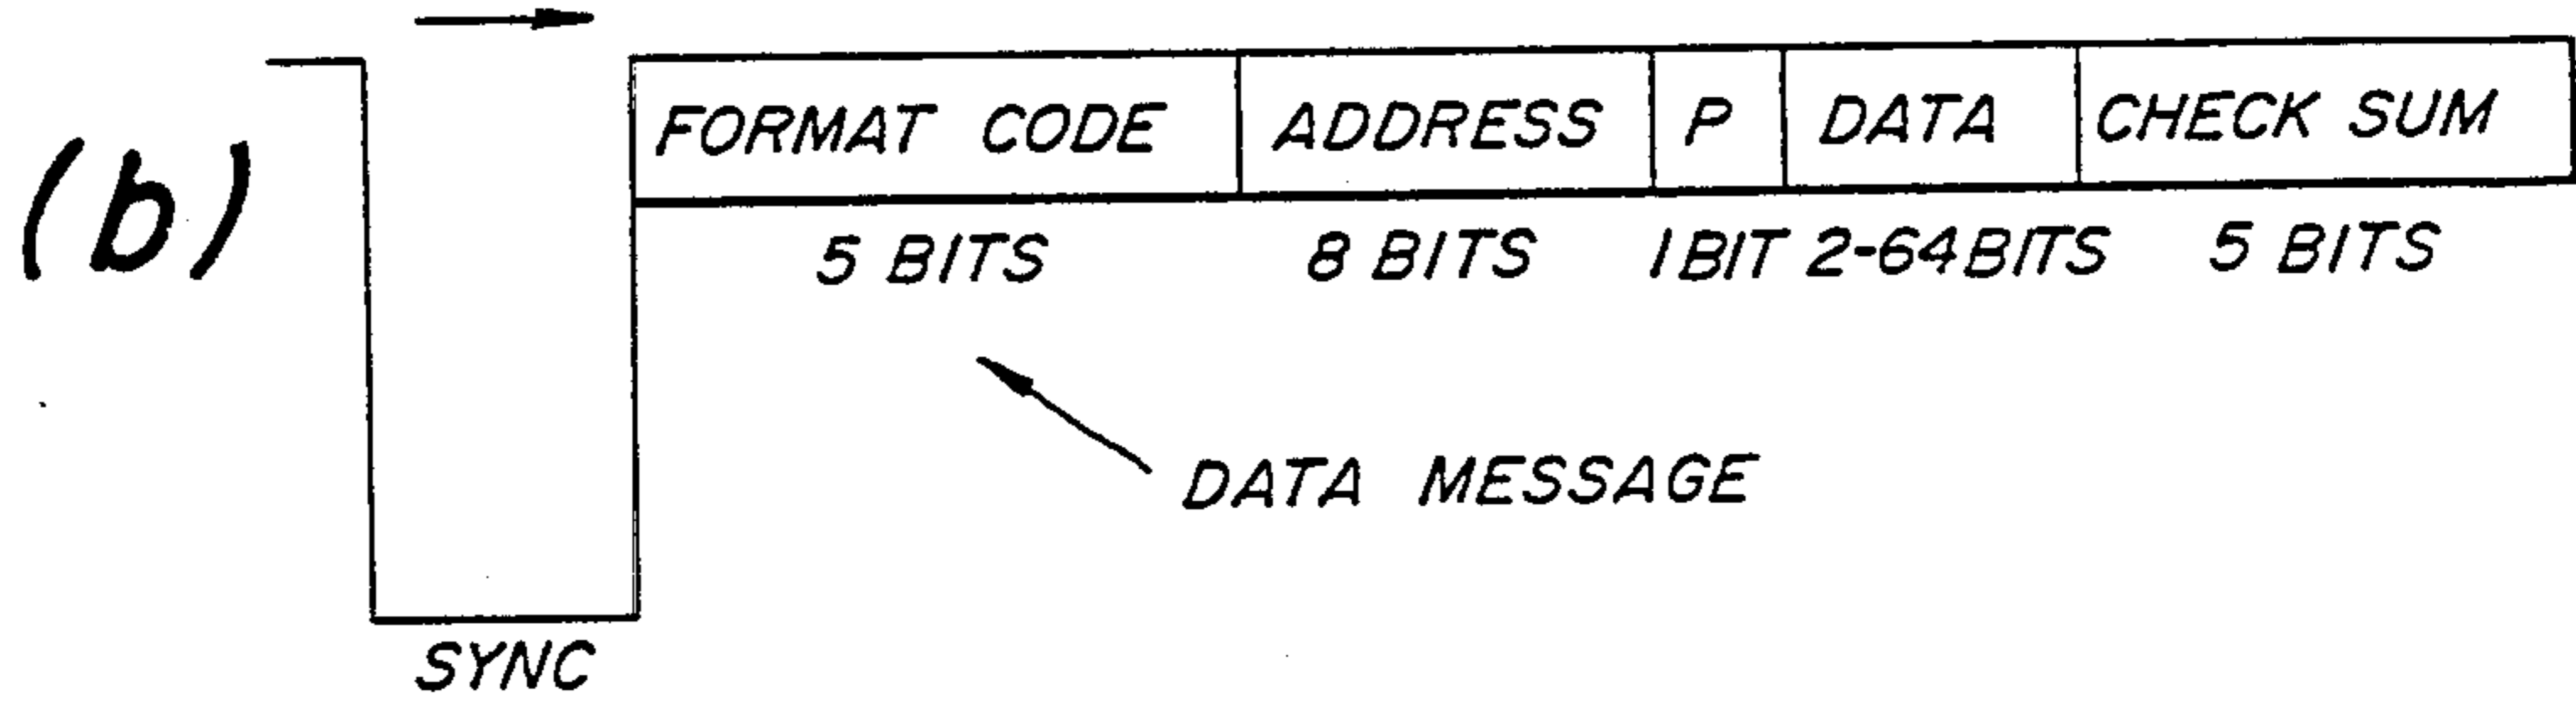 (b)
FORMAT CODE ADDRESS P DATA CHECK SUM
5 BITS 8 BITS 1 BIT 2-64 BITS 5 BITS
DATA MESSAGE
SYNC